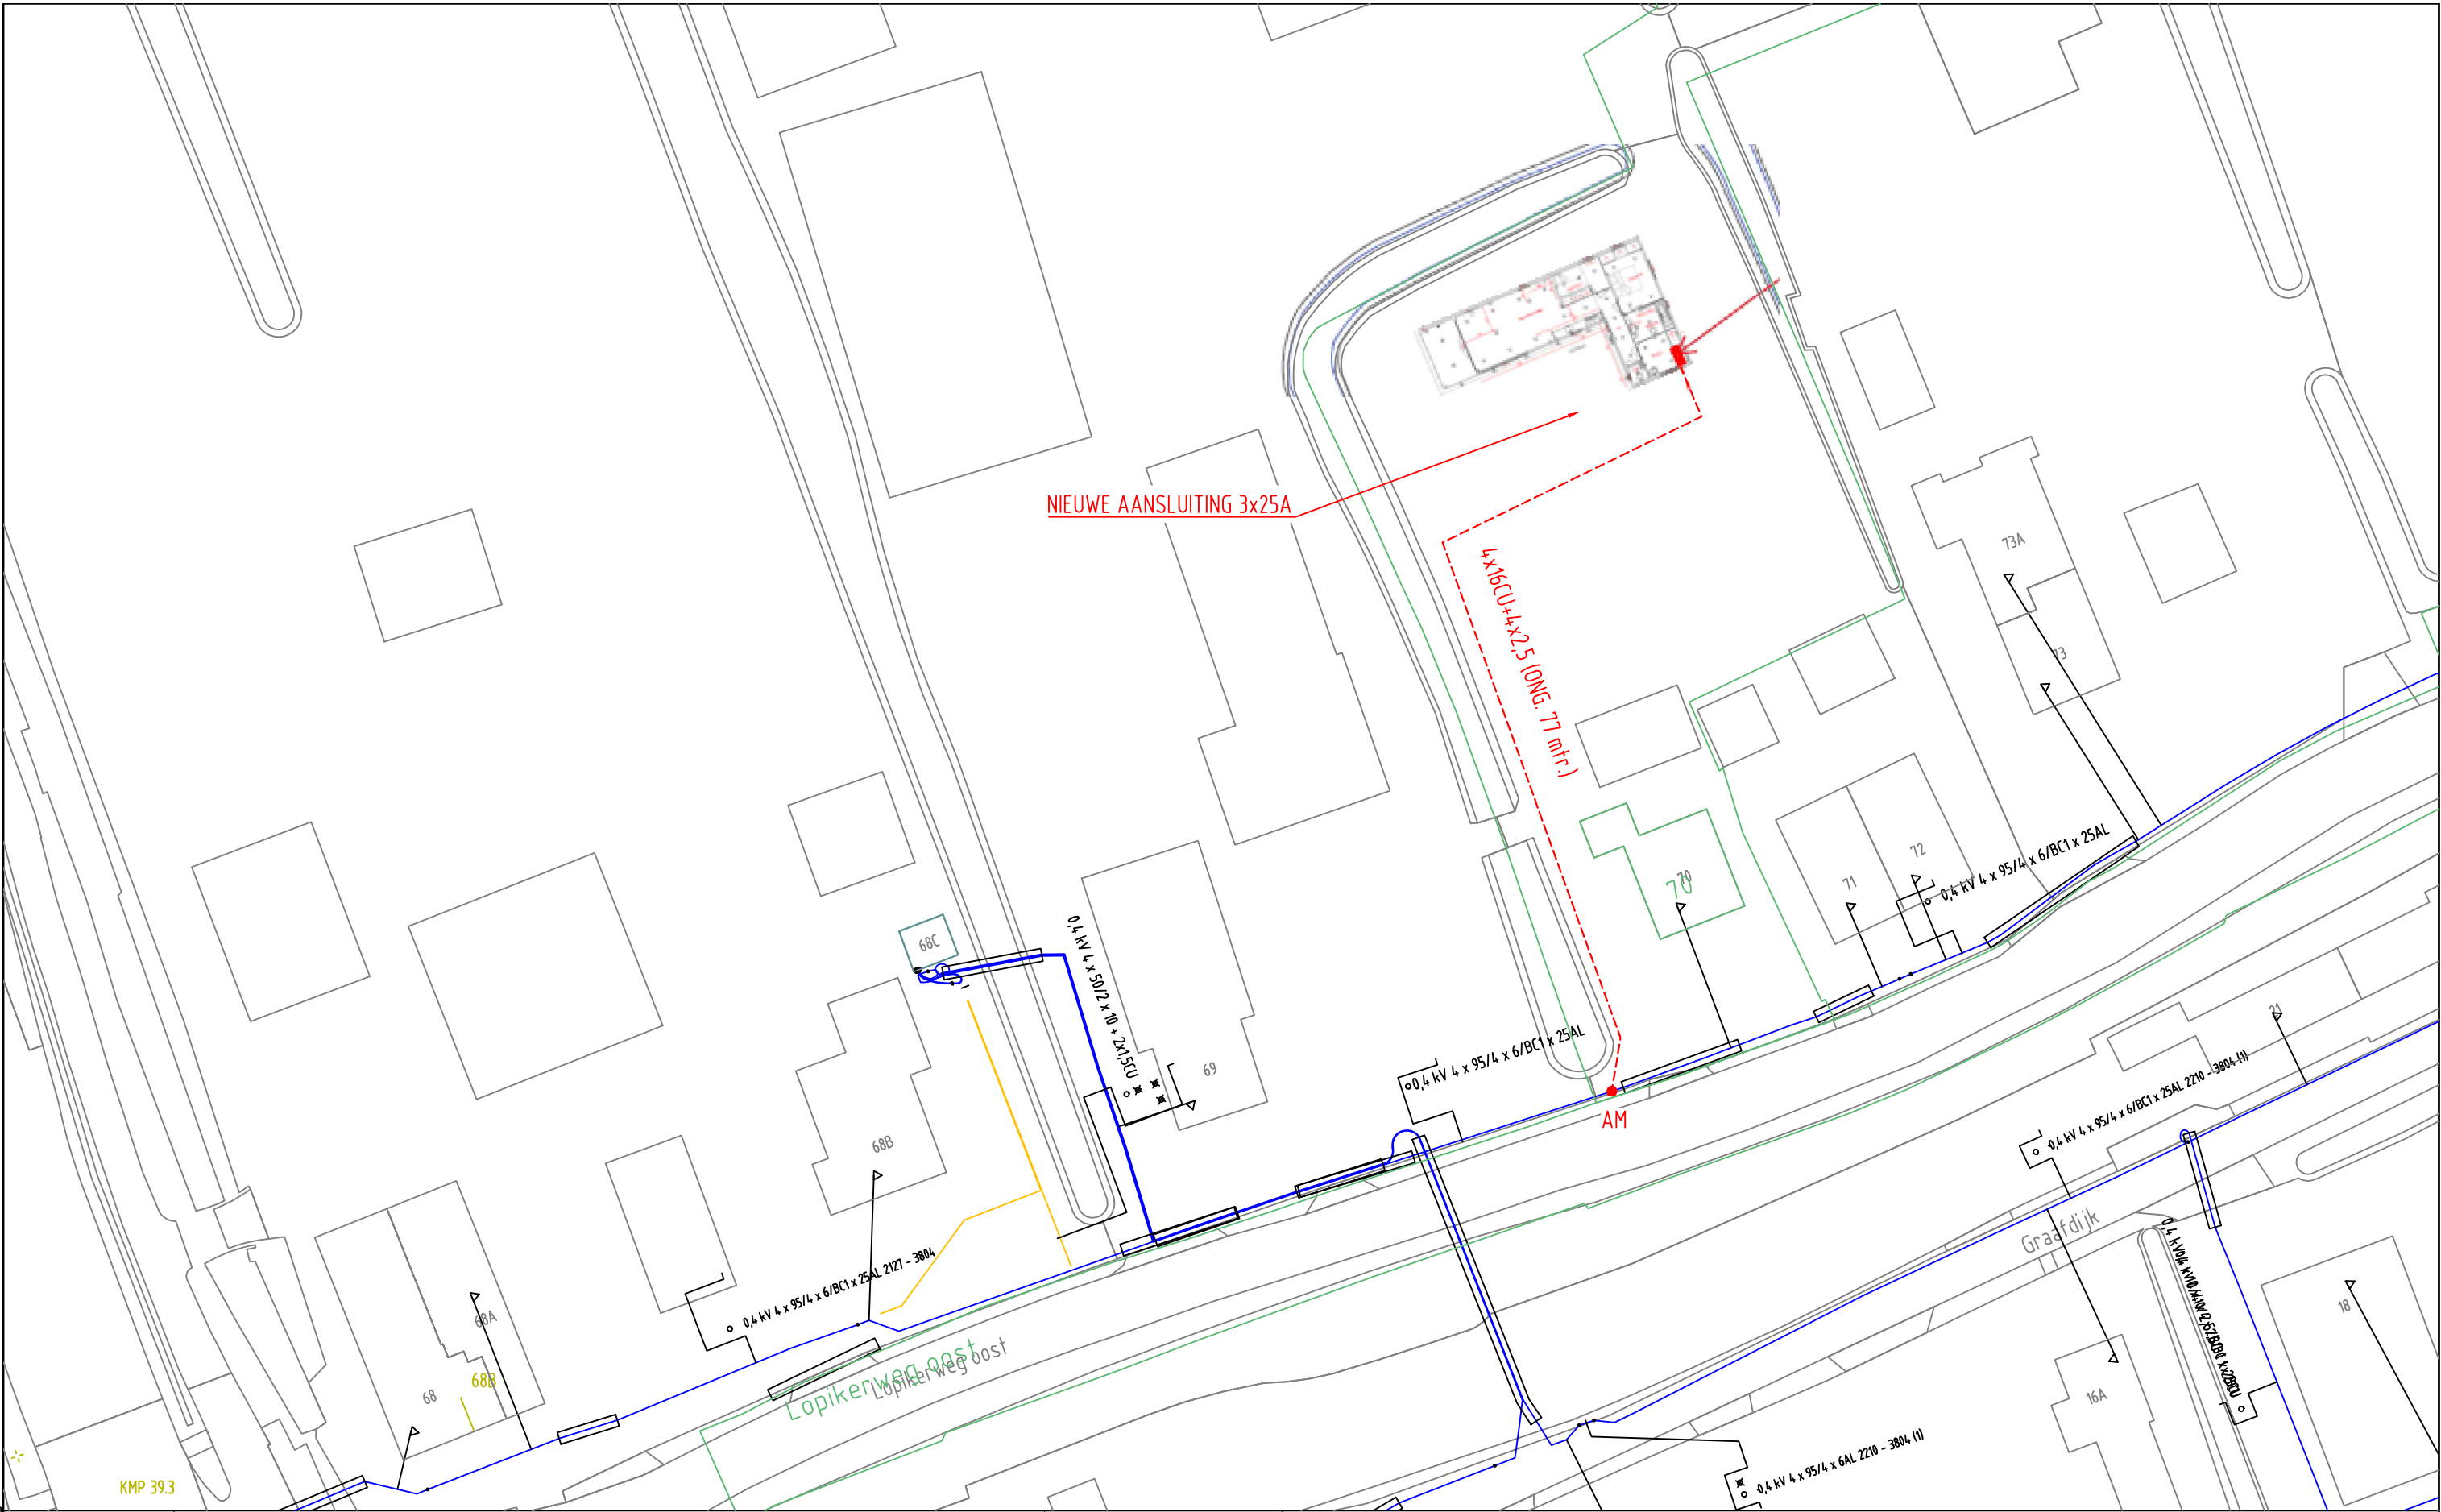 NIEUWE AANSLUITING 3x25A
4x16CU+4x2,5 (ONG. 77 mtr.)
73A
73
0,4 kV 4 x 95/4 x 6/BC1 x 25AL
72
71
70
70
68C
0,4 kV 4 x 50/2 x 10 + 2x1,5CU
69
0,4 kV 4 x 95/4 x 6/BC1 x 25AL
AM
21
0,4 kV 4 x 95/4 x 6/BC1 x 25AL 2210 - 3804 (1)
68B
Graafdijk
0,4 kV 4 x 95/4 x 6/BC1 x 25AL 2127 - 3804
18
68A
68B
68
Lopikerweg oost
Lopikerweg oost
16A
0,4 kV 4 x 95/4 x 6AL 2210 - 3804 (1)
KMP 39.3